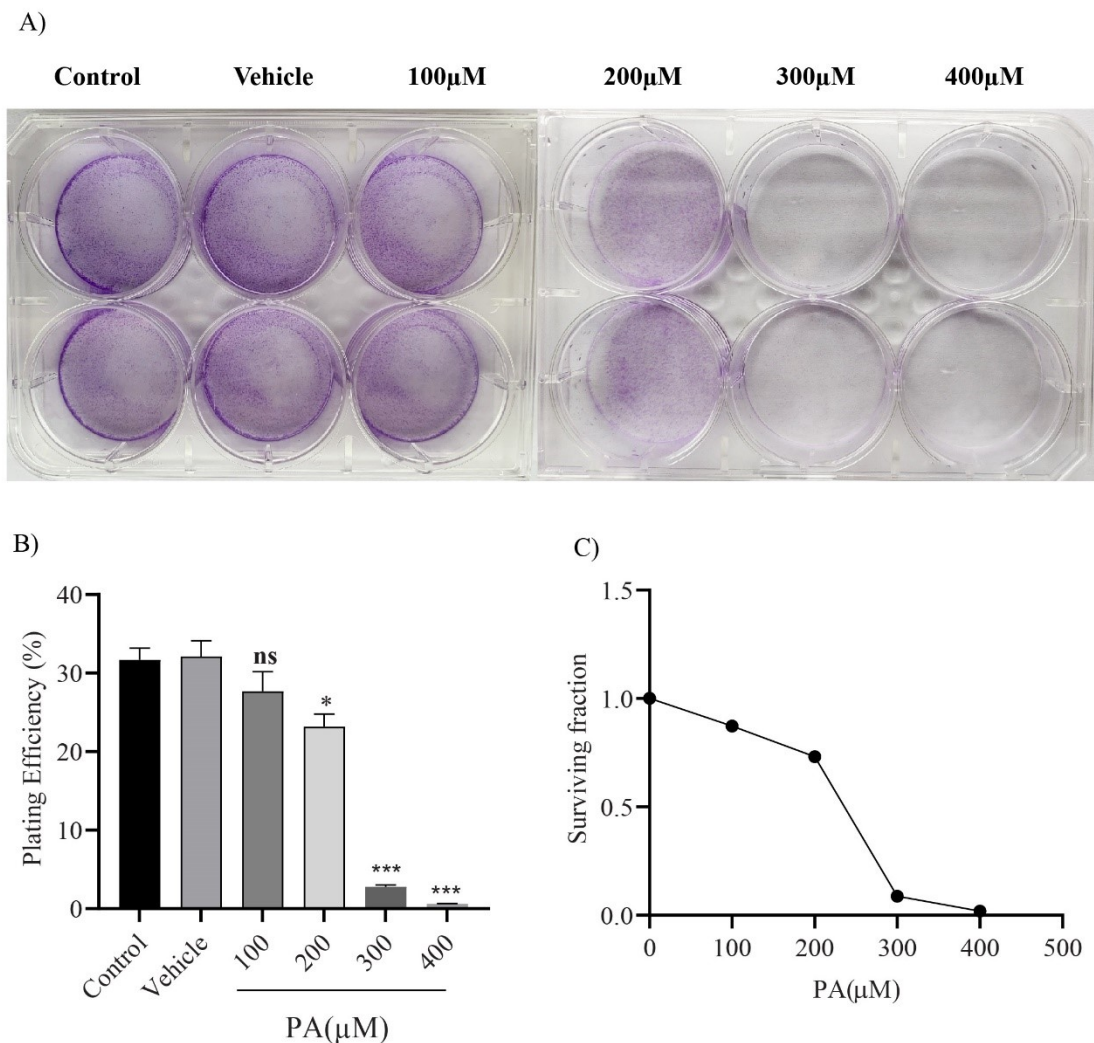 A)
Control Vehicle 100μM 200μM 300μM 400μM
B)
40
30
20
10
0
Plating Efficiency (%)
ns
*
***
***
Control Vehicle 100 200 300 400
PA(μM)
C)
1.5
1.0
0.5
0.0
Surviving fraction
0 100 200 300 400 500
PA(μM)